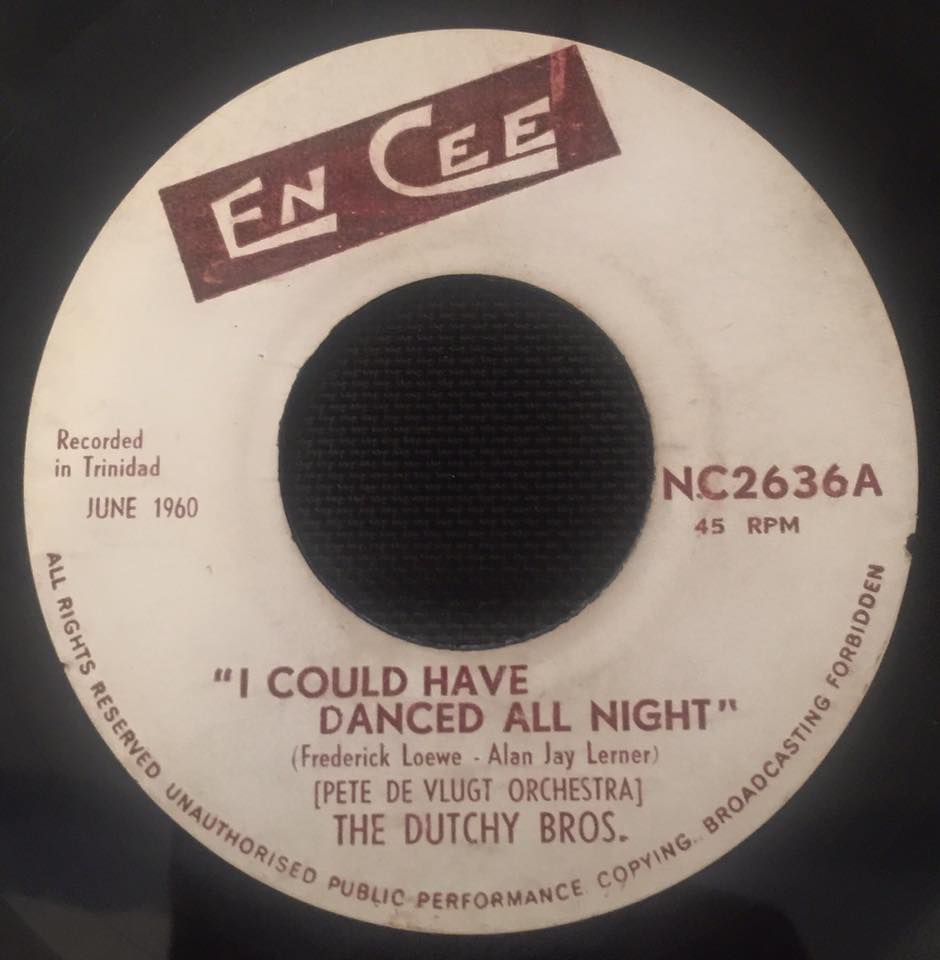 EN CEE
Recorded
in Trinidad
JUNE 1960
NC2636A
45 RPM
"I COULD HAVE
DANCED ALL NIGHT"
(Frederick Loewe - Alan Jay Lerner)
[PETE DE VLUGT ORCHESTRA]
THE DUTCHY BROS.
ALL RIGHTS RESERVED UNAUTHORISED PUBLIC PERFORMANCE. COPYING. BROADCASTING FORBIDDEN